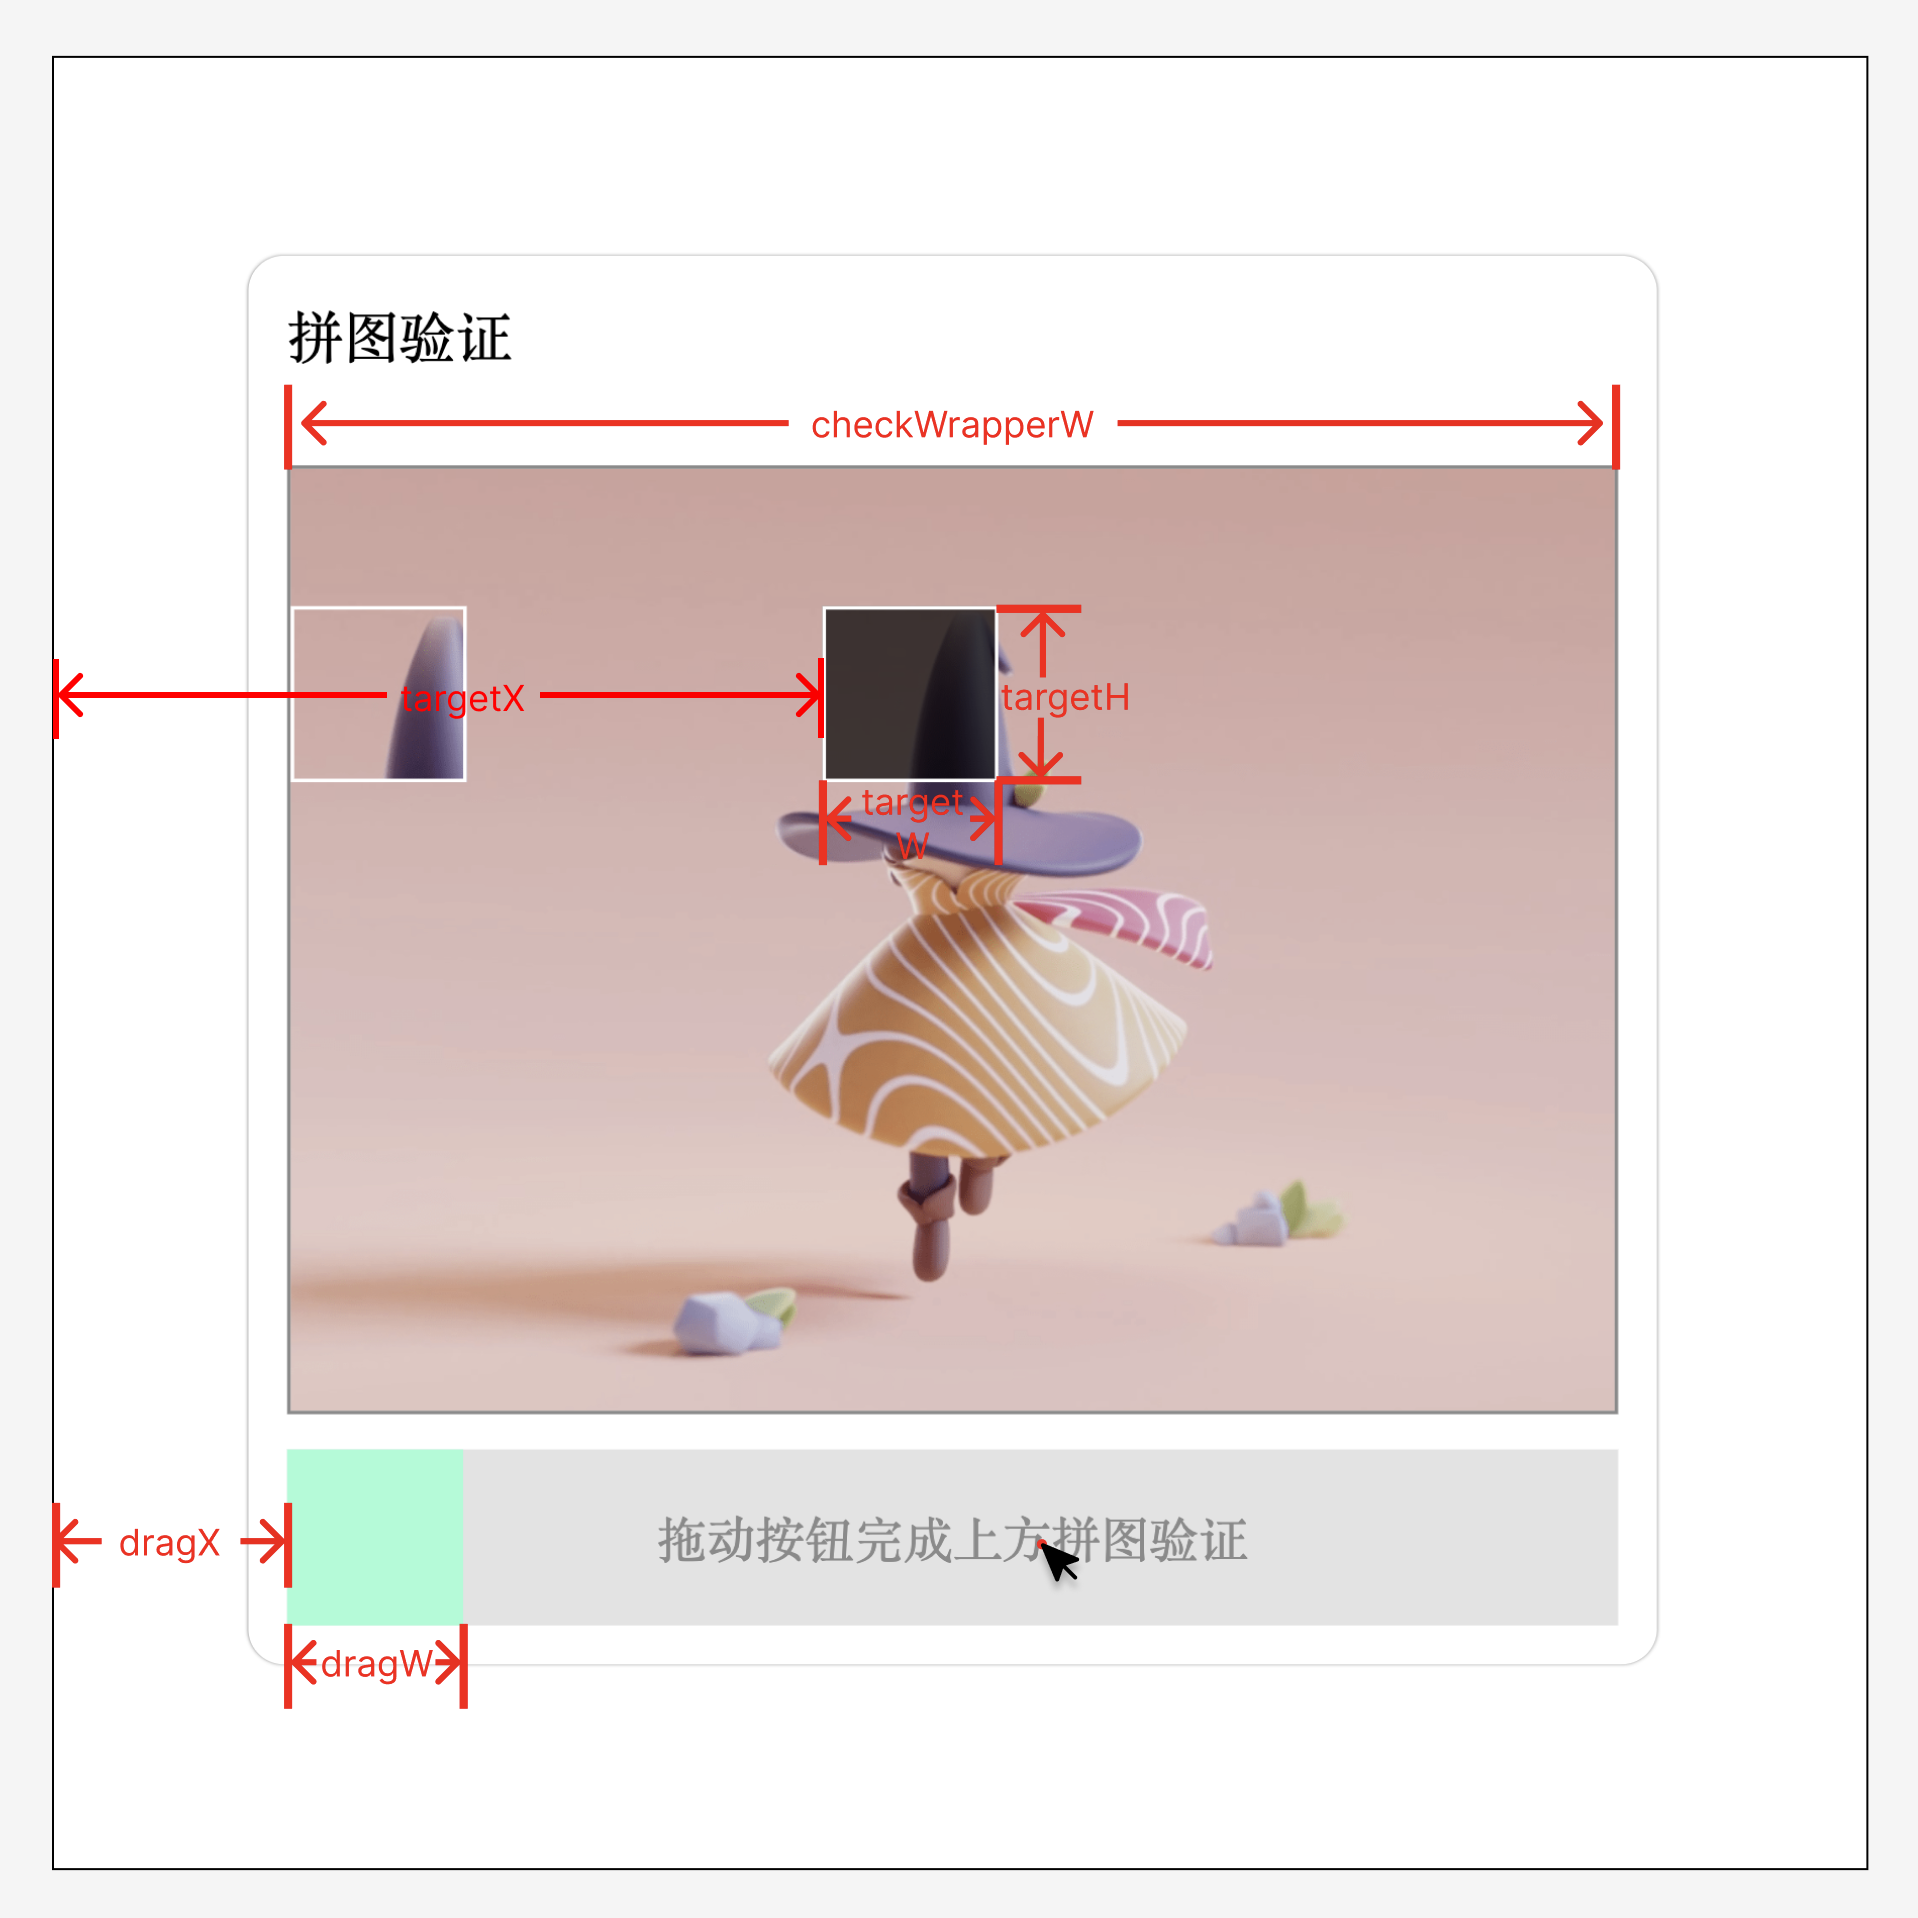 拼图验证
checkWrapperW
targetX
targetH
target
W
拖动按钮完成上方拼图验证
dragX
dragW